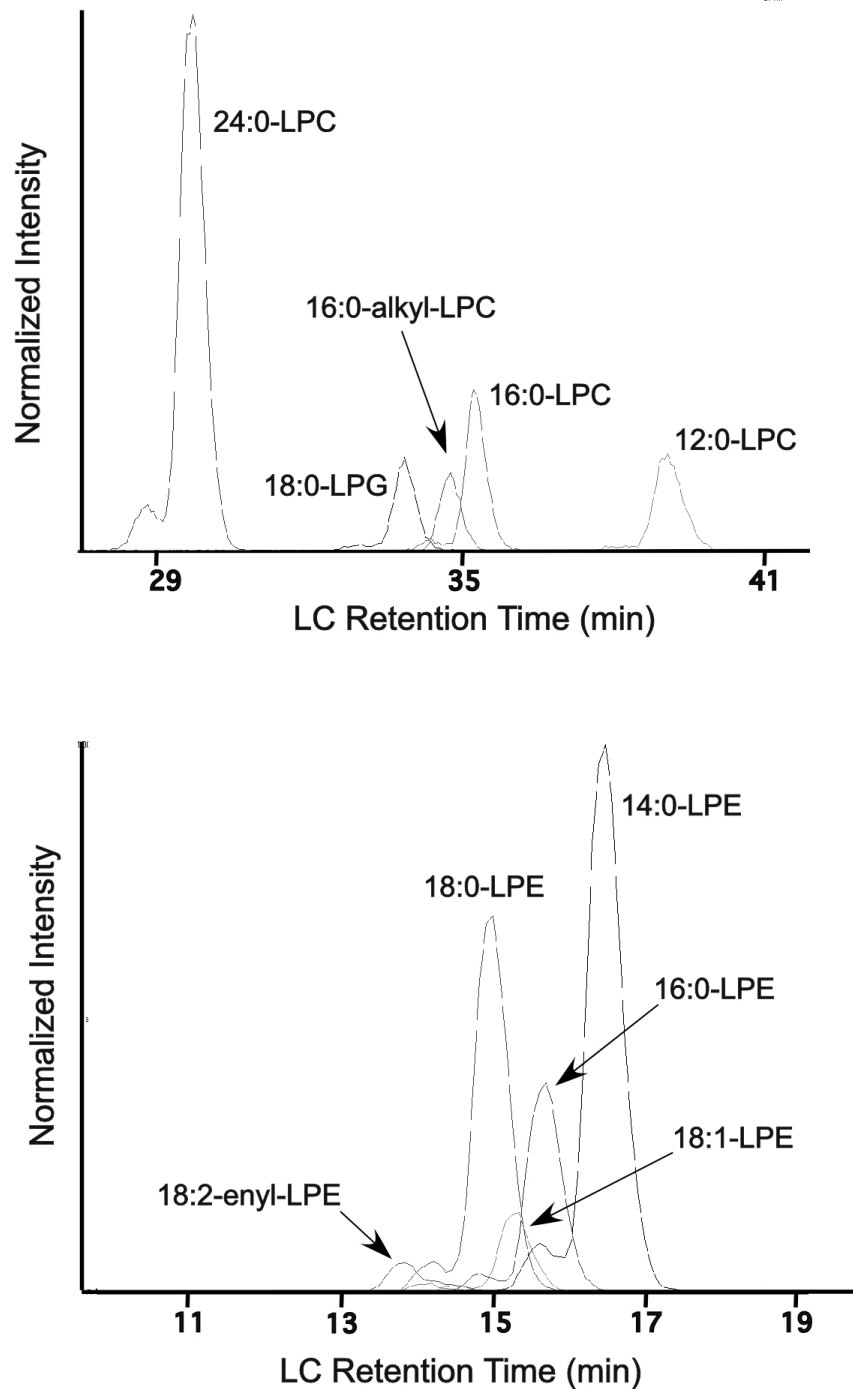 Normalized Intensity
24:0-LPC
16:0-alkyl-LPC
16:0-LPC
18:0-LPG
12:0-LPC
29 35 41
LC Retention Time (min)
Normalized Intensity
14:0-LPE
18:0-LPE
16:0-LPE
18:1-LPE
18:2-enyl-LPE
11 13 15 17 19
LC Retention Time (min)